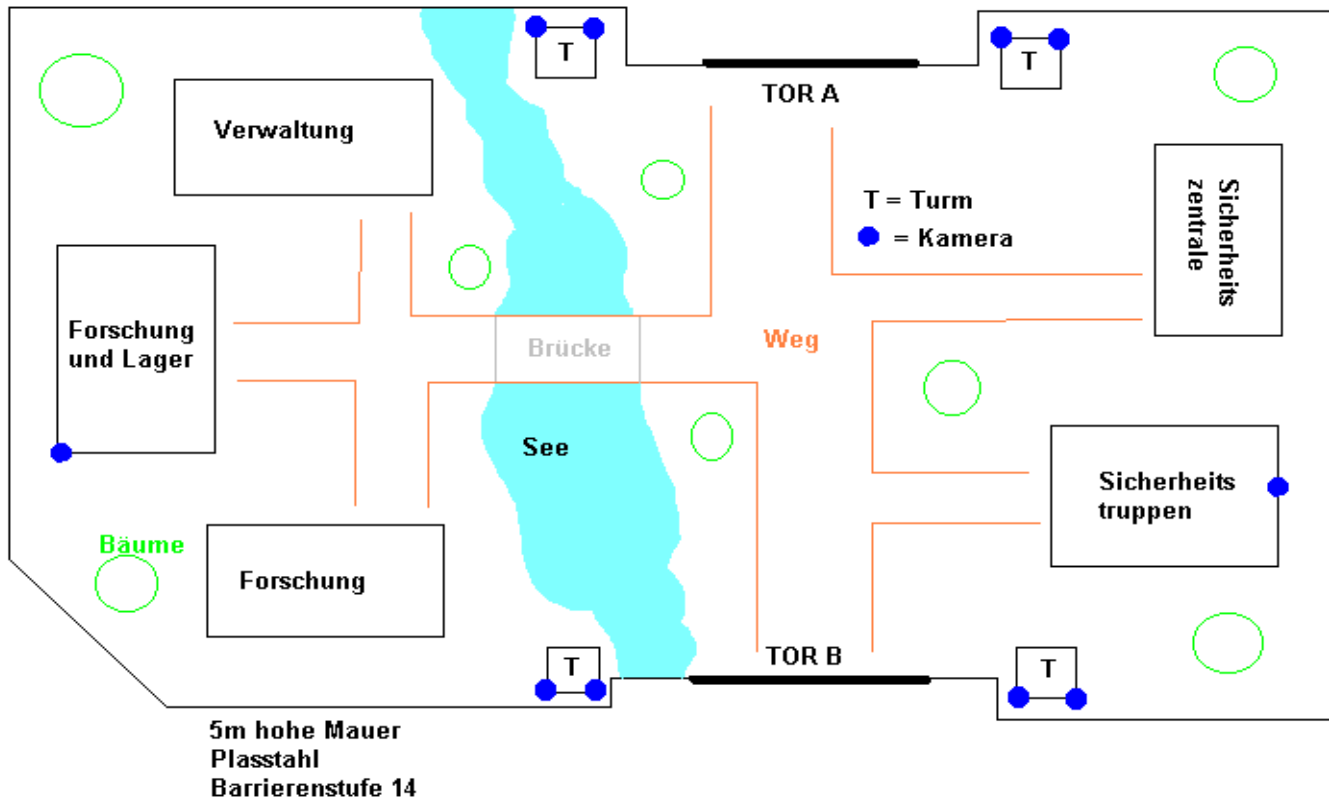 T
T
TOR A
Verwaltung
Sicherheits
zentrale
T = Turm
= Kamera
Forschung
und Lager
Brücke
Weg
See
Sicherheits
truppen
Bäume
Forschung
T
TOR B
T
5m hohe Mauer
Plasstahl
Barrierenstufe 14